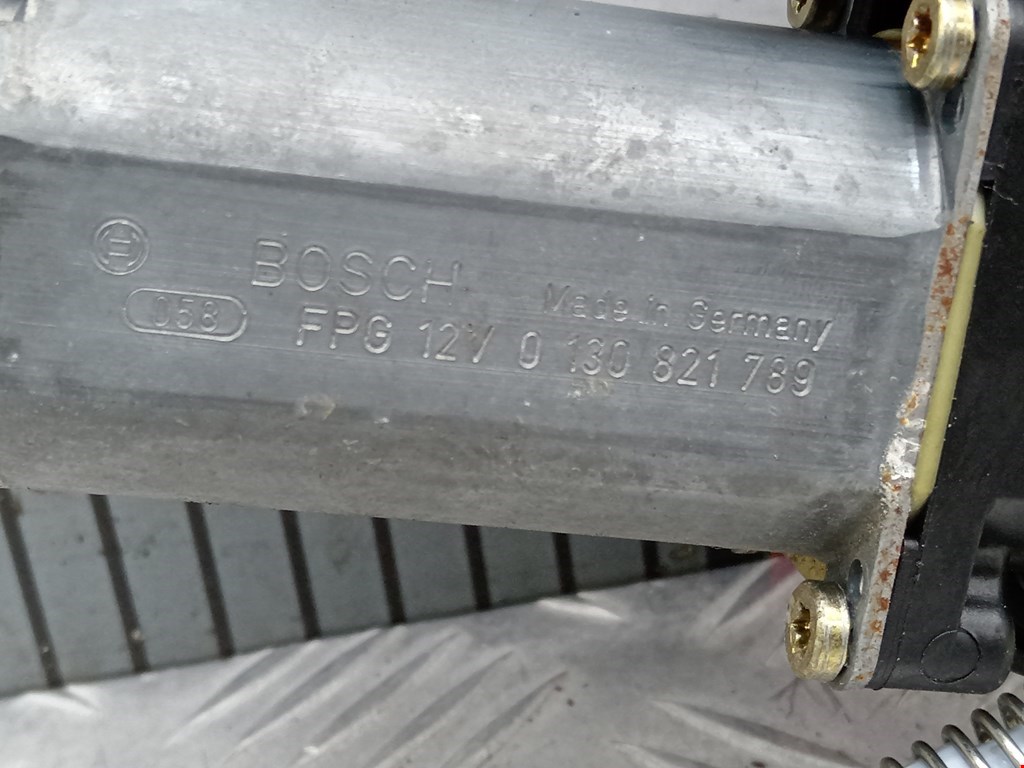 BOSCH
Made in Germany
058
FPG 12V 0 130 821 789